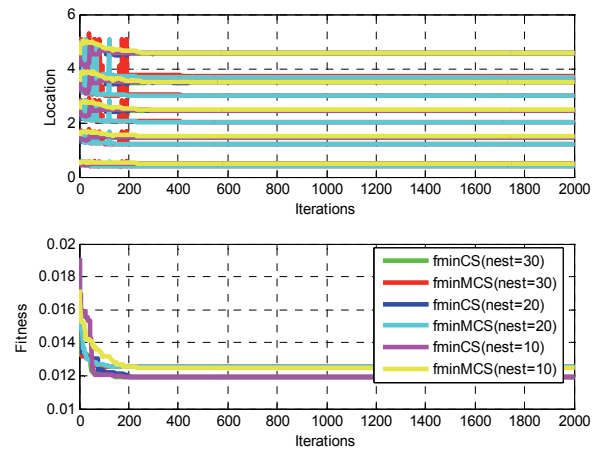 6
4
2
0
Location
0 200 400 600 800 1000 1200 1400 1600 1800 2000
Iterations
0.02
0.018
0.016
0.014
0.012
0.01
Fitness
fminCS(nest=30)
fminMCS(nest=30)
fminCS(nest=20)
fminMCS(nest=20)
fminCS(nest=10)
fminMCS(nest=10)
0 200 400 600 800 1000 1200 1400 1600 1800 2000
Iterations